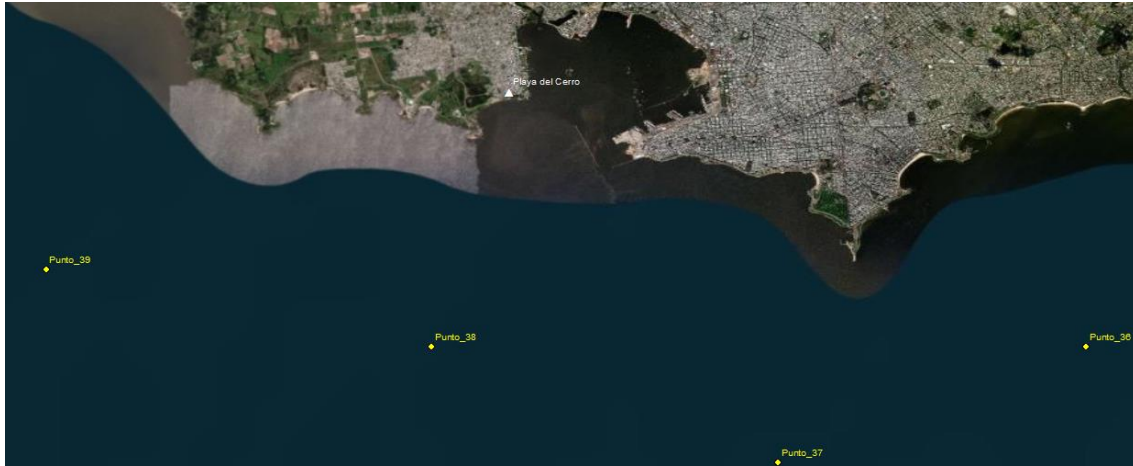 Playa del Cerro
Punto_39
Punto_38
Punto_36
Punto_37